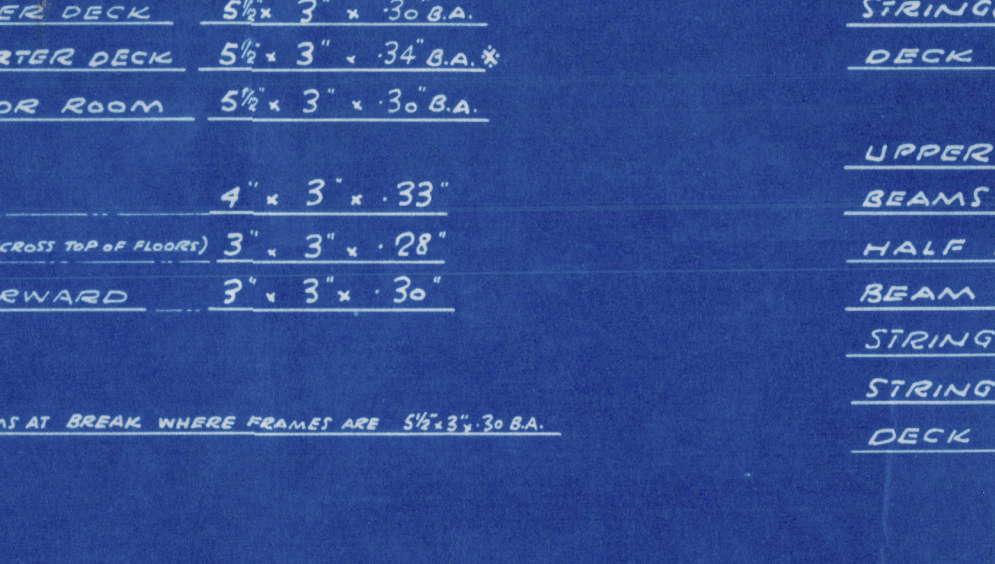 ER DECK 5½" x 3" x .30" B.A.
RTER DECK 5½" x 3" x .34" B.A.*
OR ROOM 5½" x 3" x .30" B.A.
4" x 3" x .33"
CROSS TOP OF FLOORS) 3" x 3" x .28"
RWARD 3" x 3" x .30"
MS AT BREAK WHERE FRAMES ARE 5½" x 3" x .30 B.A.
STRING
DECK
UPPER
BEAMS
HALF
BEAM
STRING
STRING
DECK